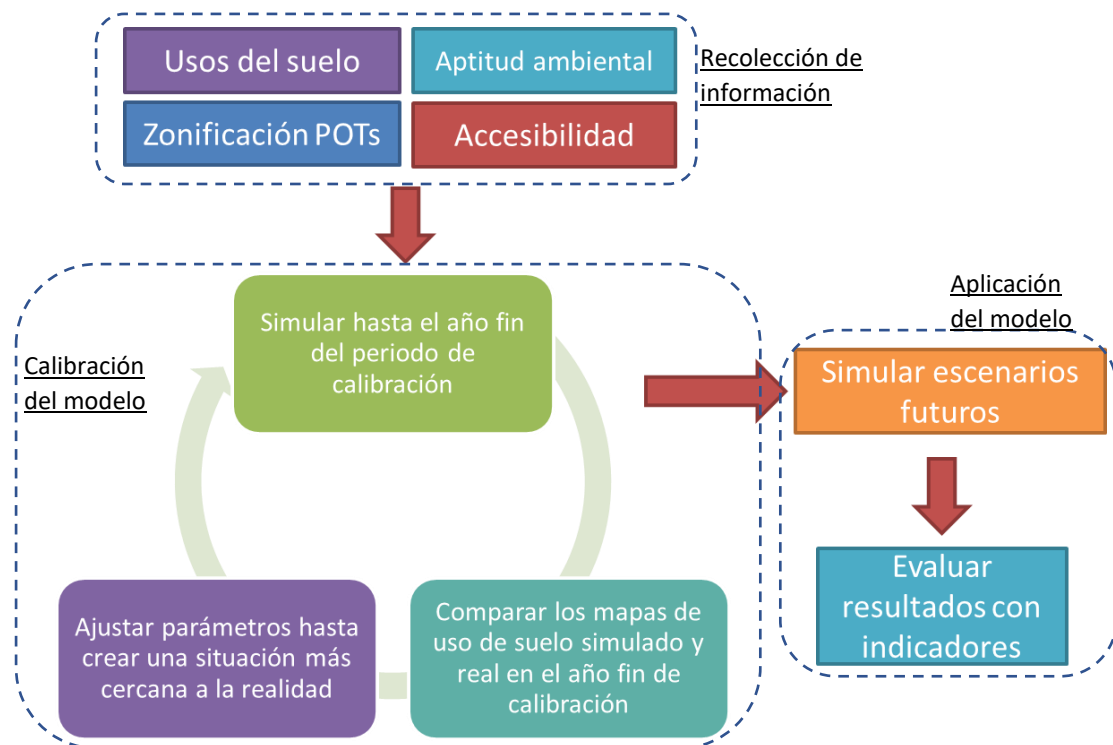 Usos del suelo
Aptitud ambiental
Zonificación POTs
Accesibilidad
Recolección de
información
Simular hasta el año fin
del periodo de
calibración
Calibración
del modelo
Ajustar parámetros hasta
crear una situación más
cercana a la realidad
Comparar los mapas de
uso de suelo simulado y
real en el año fin de
calibración
Aplicación
del modelo
Simular escenarios
futuros
Evaluar
resultados con
indicadores